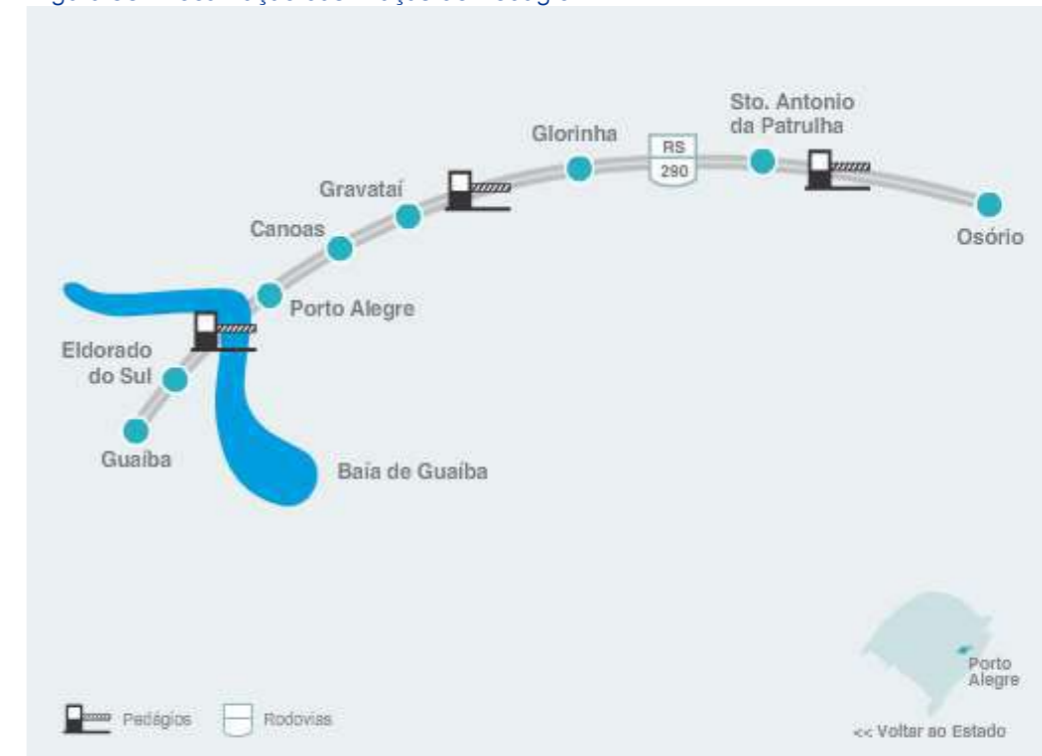 Sto. Antonio
da Patrulha
Glorinha
RS
290
Gravataí
Canoas
Osório
Porto Alegre
Eldorado
do Sul
Guaíba
Baía de Guaíba
Porto
Alegre
Pedágios
Rodovias
<< Voltar ao Estado